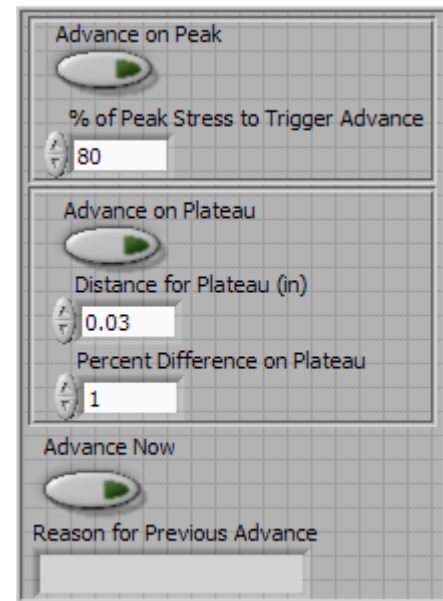 Advance on Peak
% of Peak Stress to Trigger Advance
80
Advance on Plateau
Distance for Plateau (in)
0.03
Percent Difference on Plateau
1
Advance Now
Reason for Previous Advance